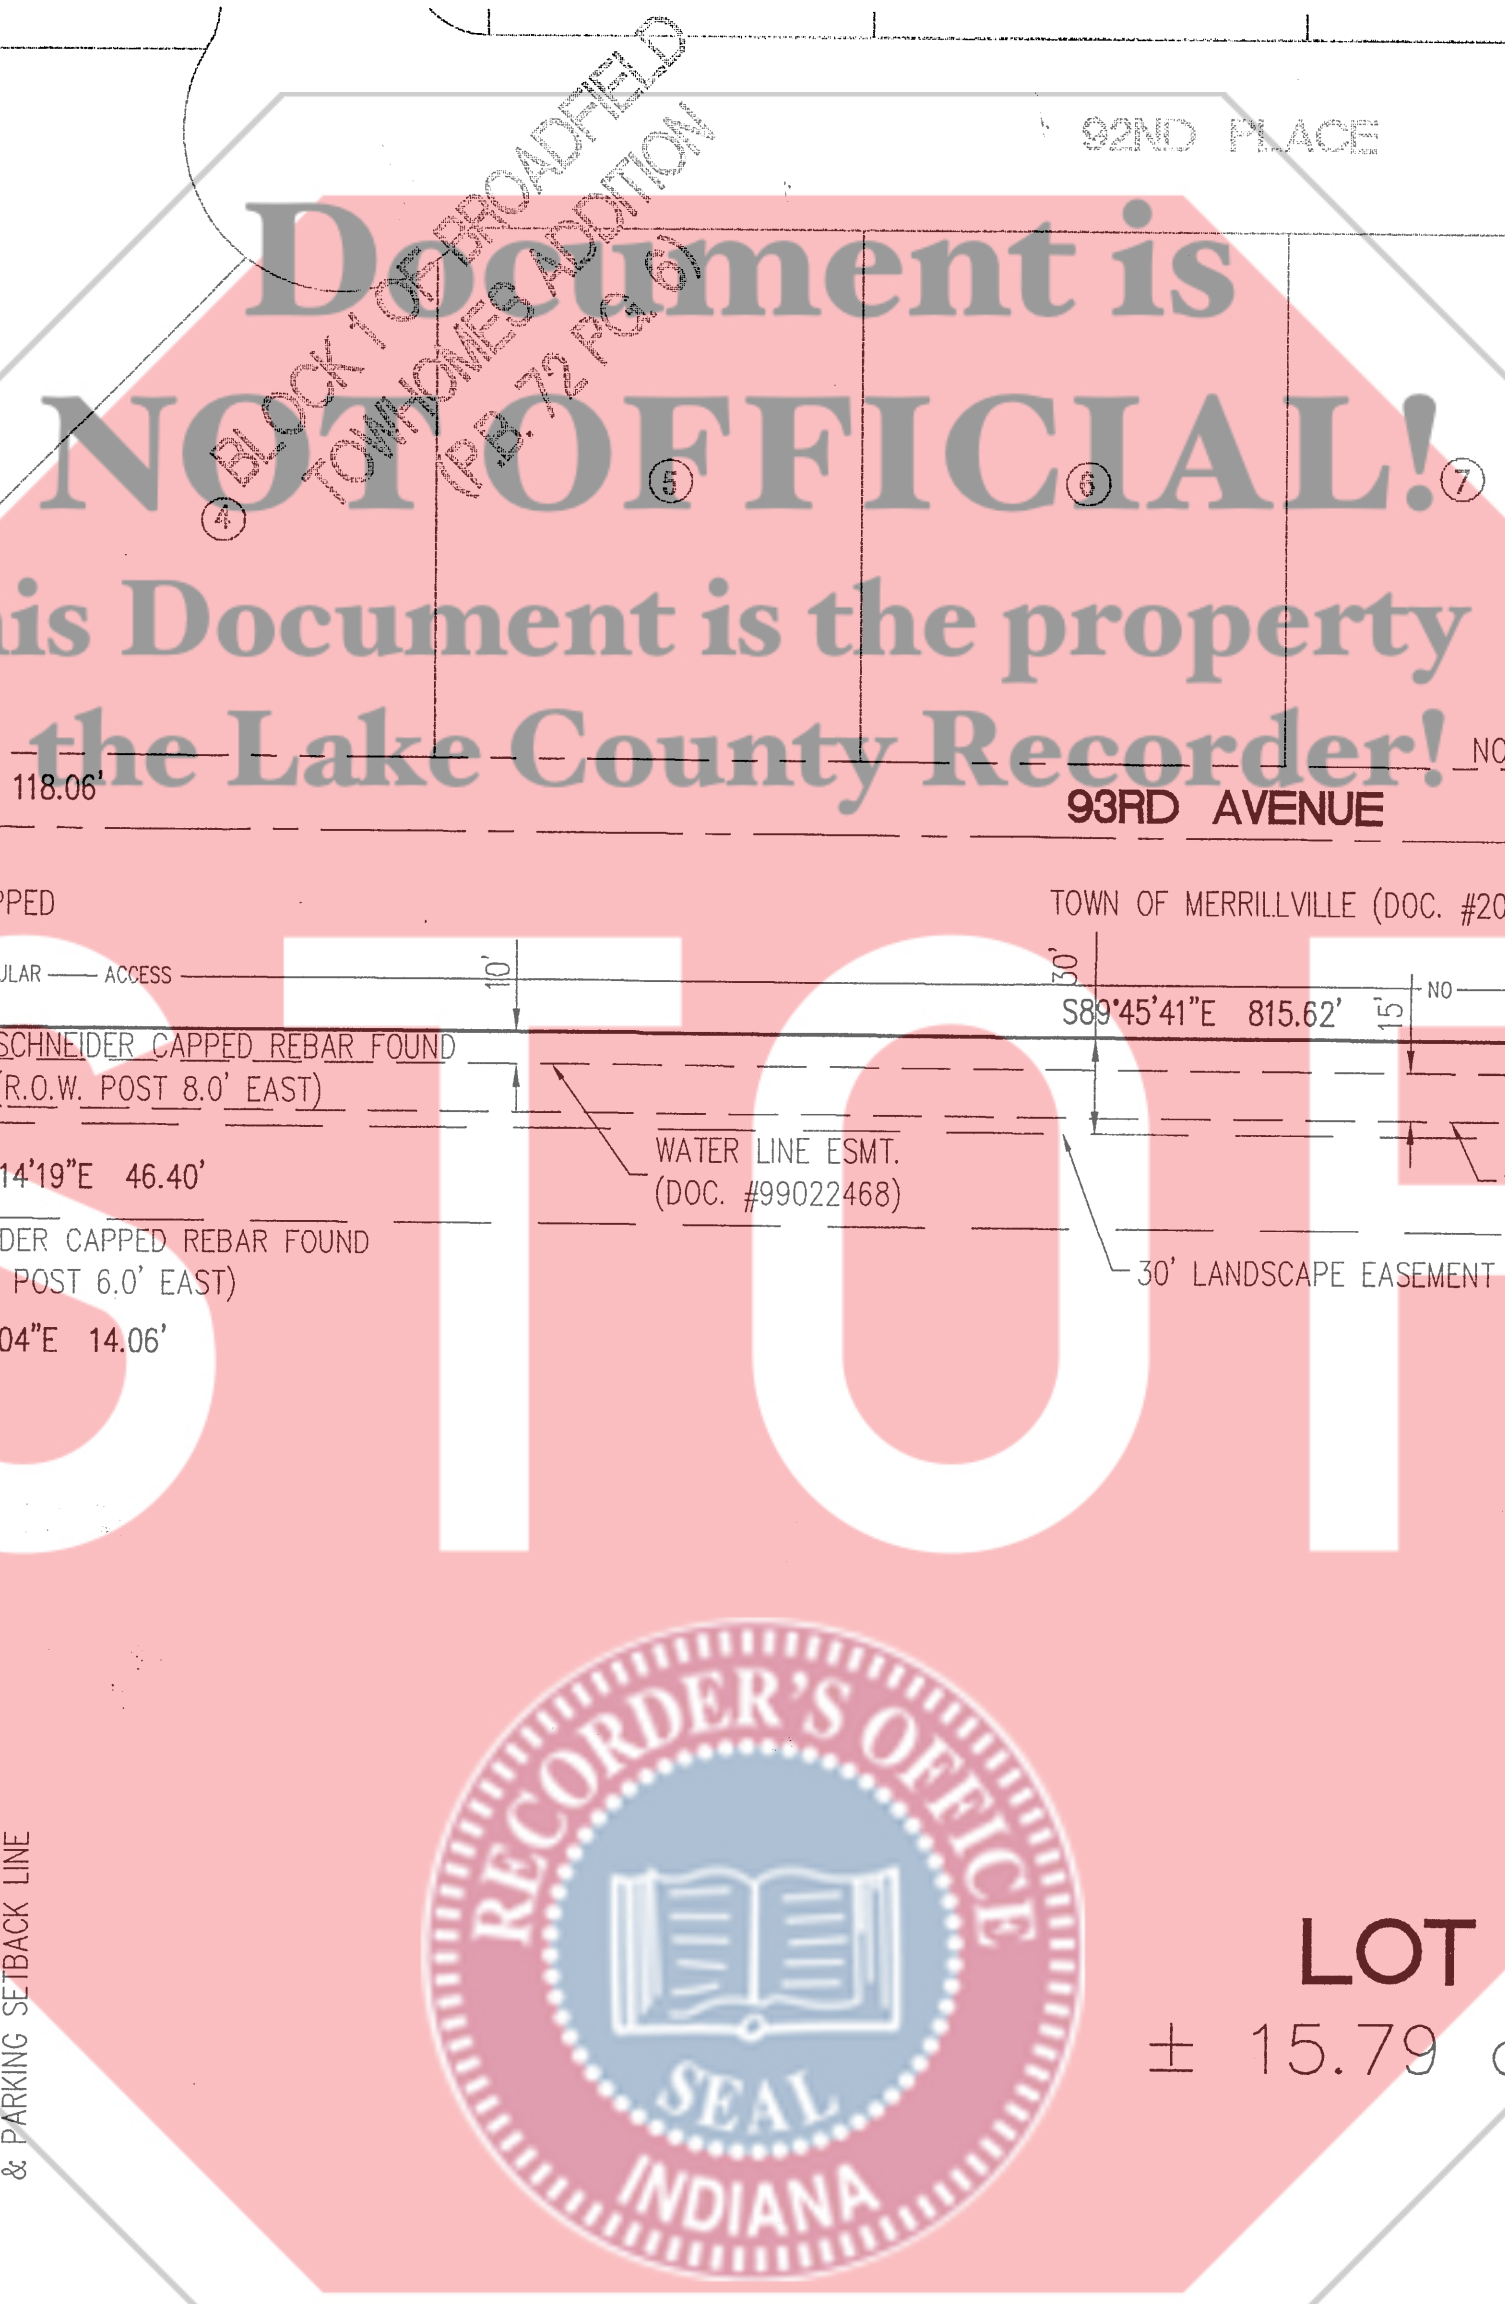 92ND PLACE
BLOCK 1 OF BROADFIELD
TOWNHOMES ADDITION
(P.B. 72 PG. 6)
Document is
NOT OFFICIAL!
4
5
6
7
is Document is the property
the Lake County Recorder!
NO
118.06'
93RD AVENUE
PPED
TOWN OF MERRILLVILLE (DOC. #20
ULAR ACCESS
10'
30'
NO
S89°45'41"E 815.62'
15'
SCHNEIDER CAPPED REBAR FOUND
(R.O.W. POST 8.0' EAST)
WATER LINE ESMT.
(DOC. #99022468)
14'19"E 46.40'
DER CAPPED REBAR FOUND
POST 6.0' EAST)
30' LANDSCAPE EASEMENT
04"E 14.06'
STOP
RECORDER'S OFFICE
SEAL
INDIANA
& PARKING SETBACK LINE
LOT
± 15.79